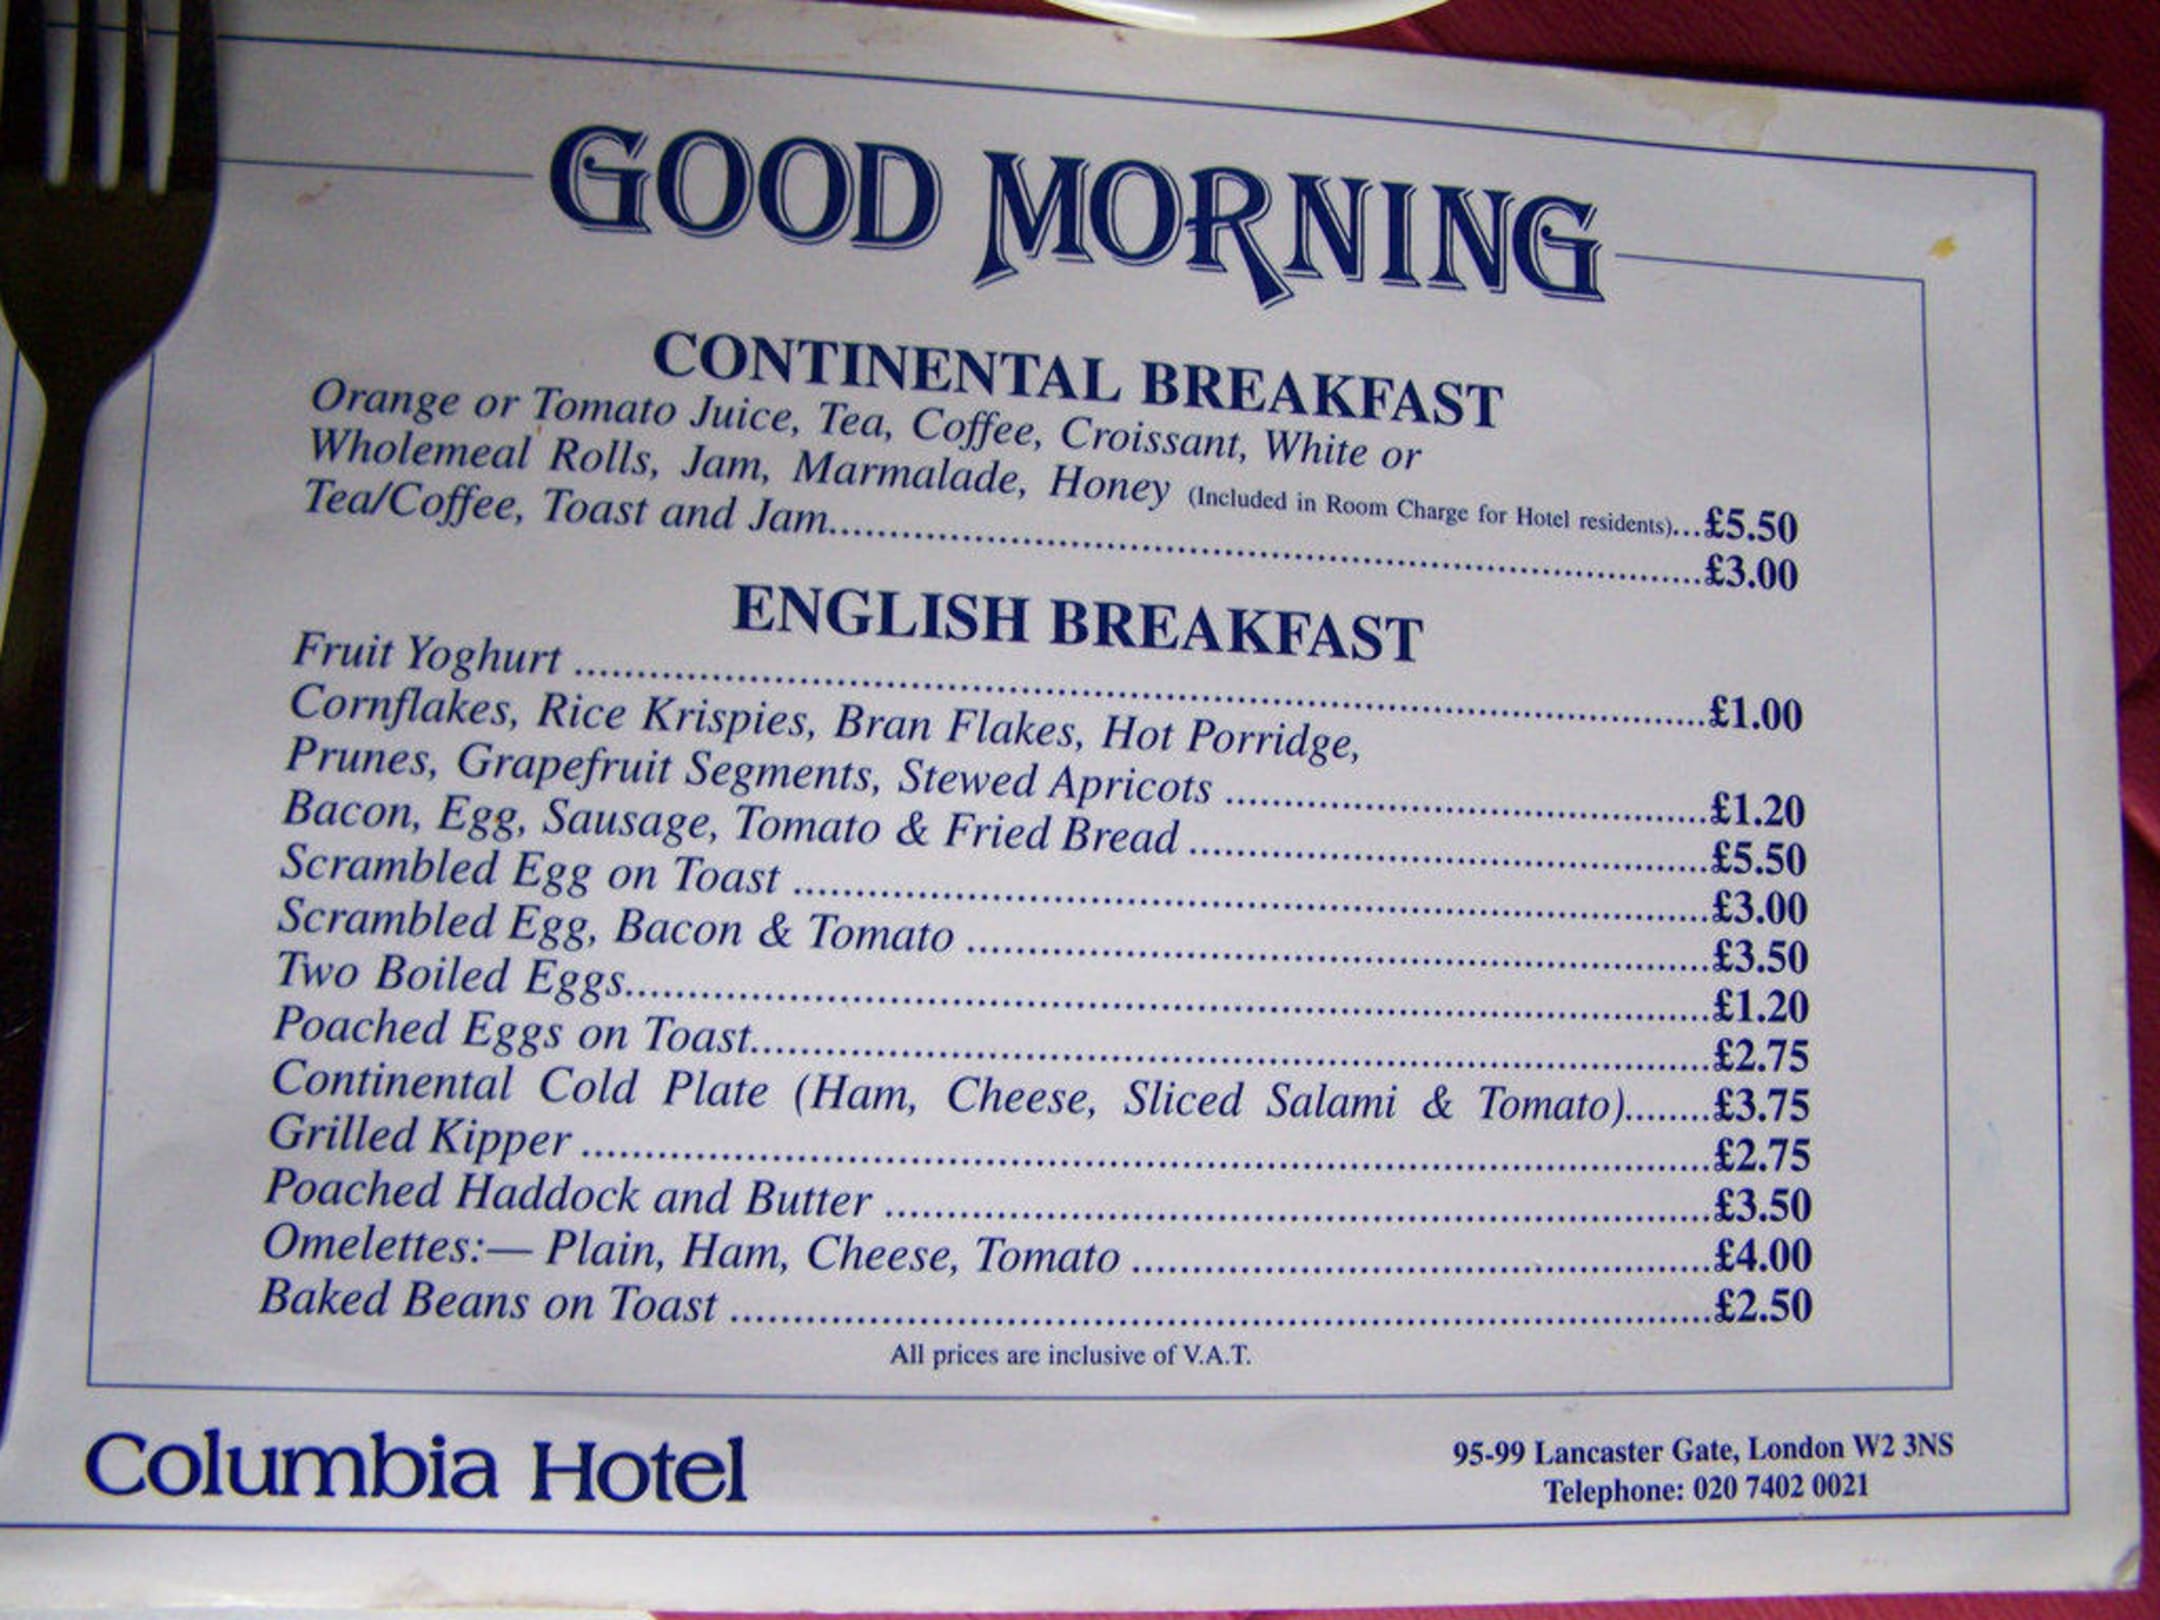 GOOD MORNING
CONTINENTAL BREAKFAST
Orange or Tomato Juice, Tea, Coffee, Croissant, White or
Wholemeal Rolls, Jam, Marmalade, Honey (Included in Room Charge for Hotel residents)...£5.50
Tea/Coffee, Toast and Jam..........£3.00
ENGLISH BREAKFAST
Fruit Yoghurt ..........£1.00
Cornflakes, Rice Krispies, Bran Flakes, Hot Porridge,
Prunes, Grapefruit Segments, Stewed Apricots ..........£1.20
Bacon, Egg, Sausage, Tomato & Fried Bread ..........£5.50
Scrambled Egg on Toast ..........£3.00
Scrambled Egg, Bacon & Tomato ..........£3.50
Two Boiled Eggs..........£1.20
Poached Eggs on Toast..........£2.75
Continental Cold Plate (Ham, Cheese, Sliced Salami & Tomato)........£3.75
Grilled Kipper ..........£2.75
Poached Haddock and Butter ..........£3.50
Omelettes:— Plain, Ham, Cheese, Tomato ..........£4.00
Baked Beans on Toast ..........£2.50
All prices are inclusive of V.A.T.
Columbia Hotel
95-99 Lancaster Gate, London W2 3NS
Telephone: 020 7402 0021